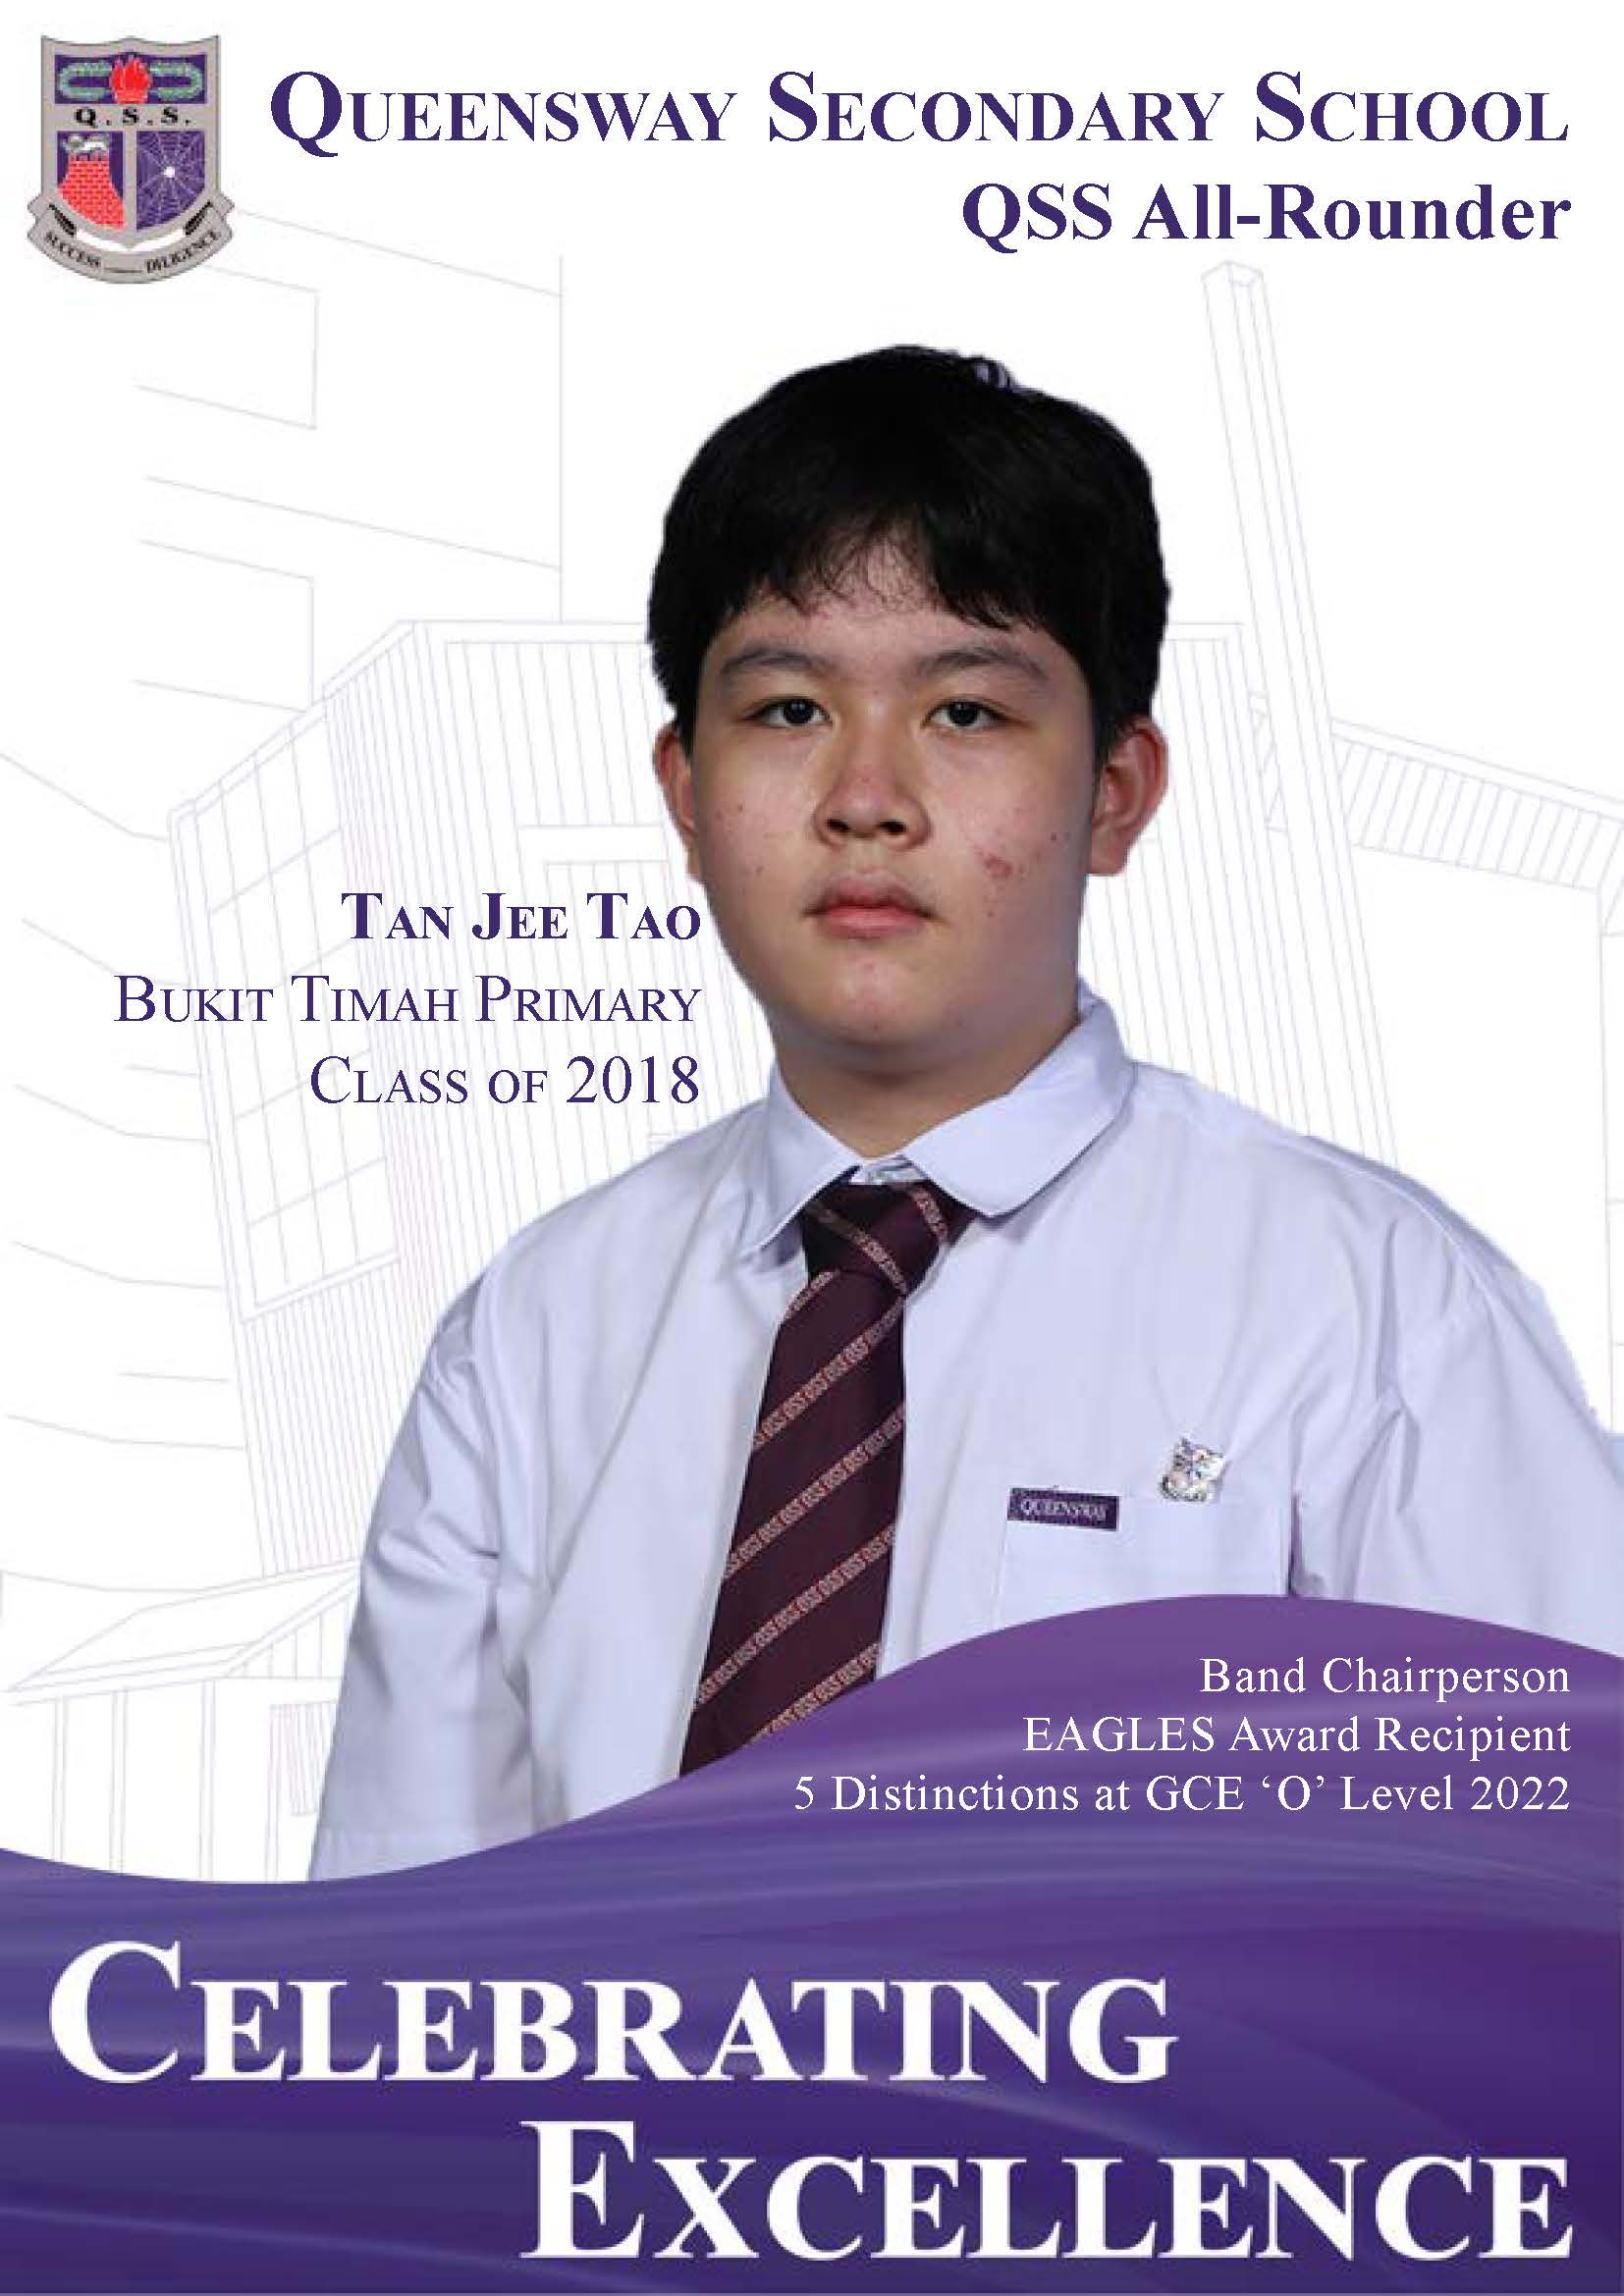 Q.S.S.
SUCCESS DILIGENCE
QUEENSWAY SECONDARY SCHOOL
QSS All-Rounder
TAN JEE TAO
BUKIT TIMAH PRIMARY
CLASS OF 2018
QUEENSWAY
Band Chairperson
EAGLES Award Recipient
5 Distinctions at GCE ‘O’ Level 2022
CELEBRATING
EXCELLENCE